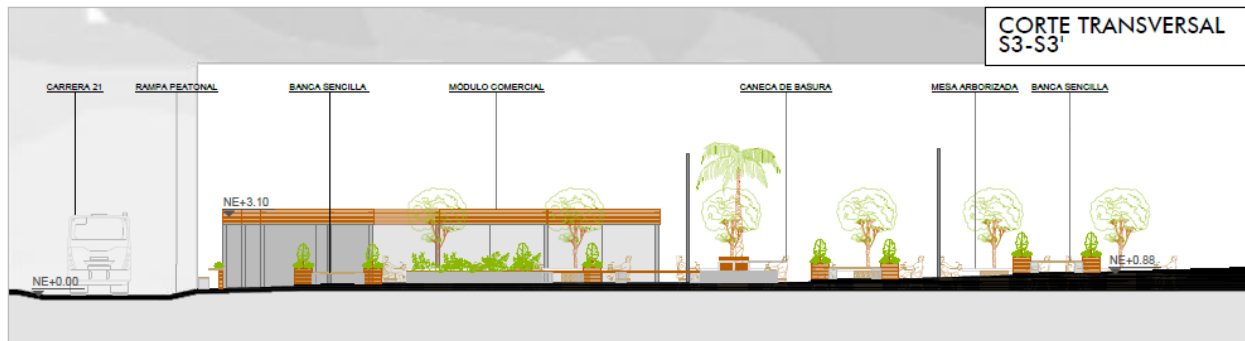 CORTE TRANSVERSAL
S3-S3'
CARRERA 21
RAMPA PEATONAL
BANCA SENCILLA
MÓDULO COMERCIAL
CANECA DE BASURA
MESA ARBORIZADA
BANCA SENCILLA
NE+3.10
NE+0.88
NE+0.00